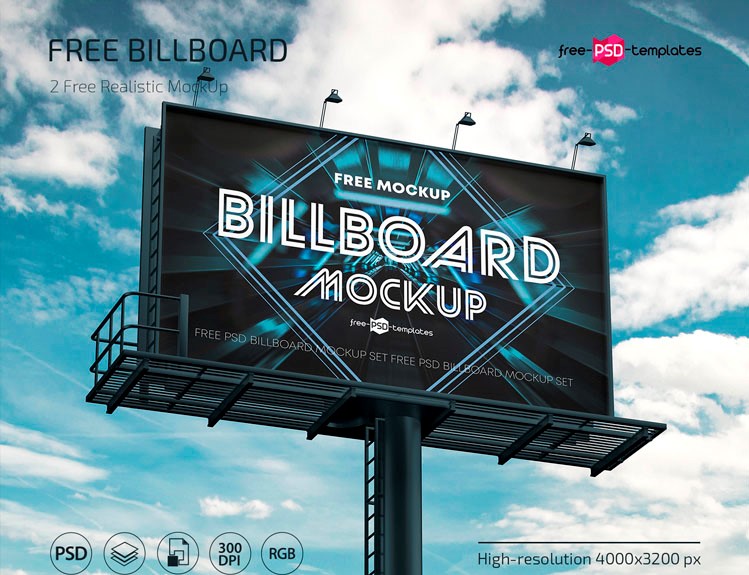 FREE BILLBOARD
2 Free Realistic MockUp
free-PSD-templates
FREE MOCKUP
BILLBOARD
MOCKUP
free-PSD-templates
FREE PSD BILLBOARD MOCKUP SET FREE PSD BILLBOARD MOCKUP SET
PSD
300
DPI
RGB
High-resolution 4000x3200 px